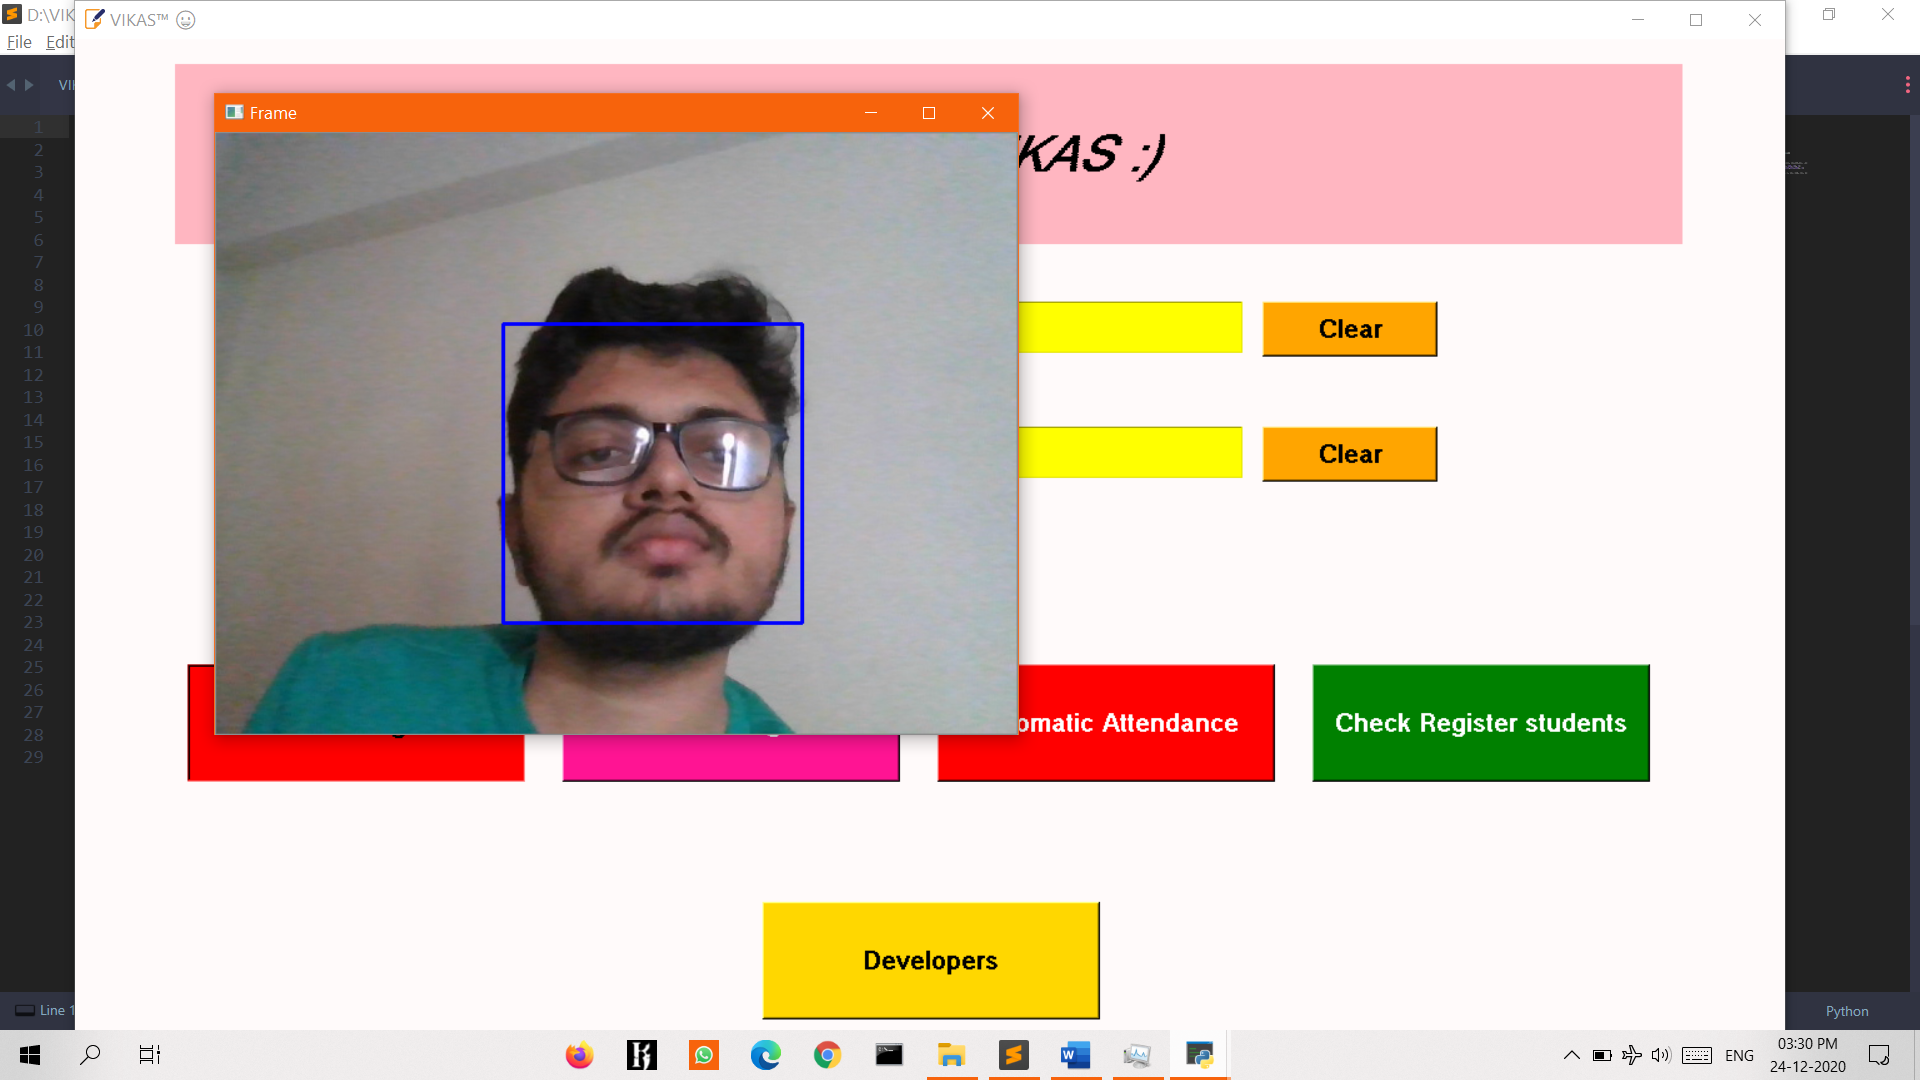 D:\VIK
VIKAS™
File Edit
VI
Frame
KAS :)
Clear
Clear
1
2
3
4
5
6
7
8
9
10
11
12
13
14
15
16
17
18
19
20
21
22
23
24
25
26
27
28
29
omatic Attendance
Check Register students
Developers
Line 1
Python
ENG
03:30 PM
24-12-2020